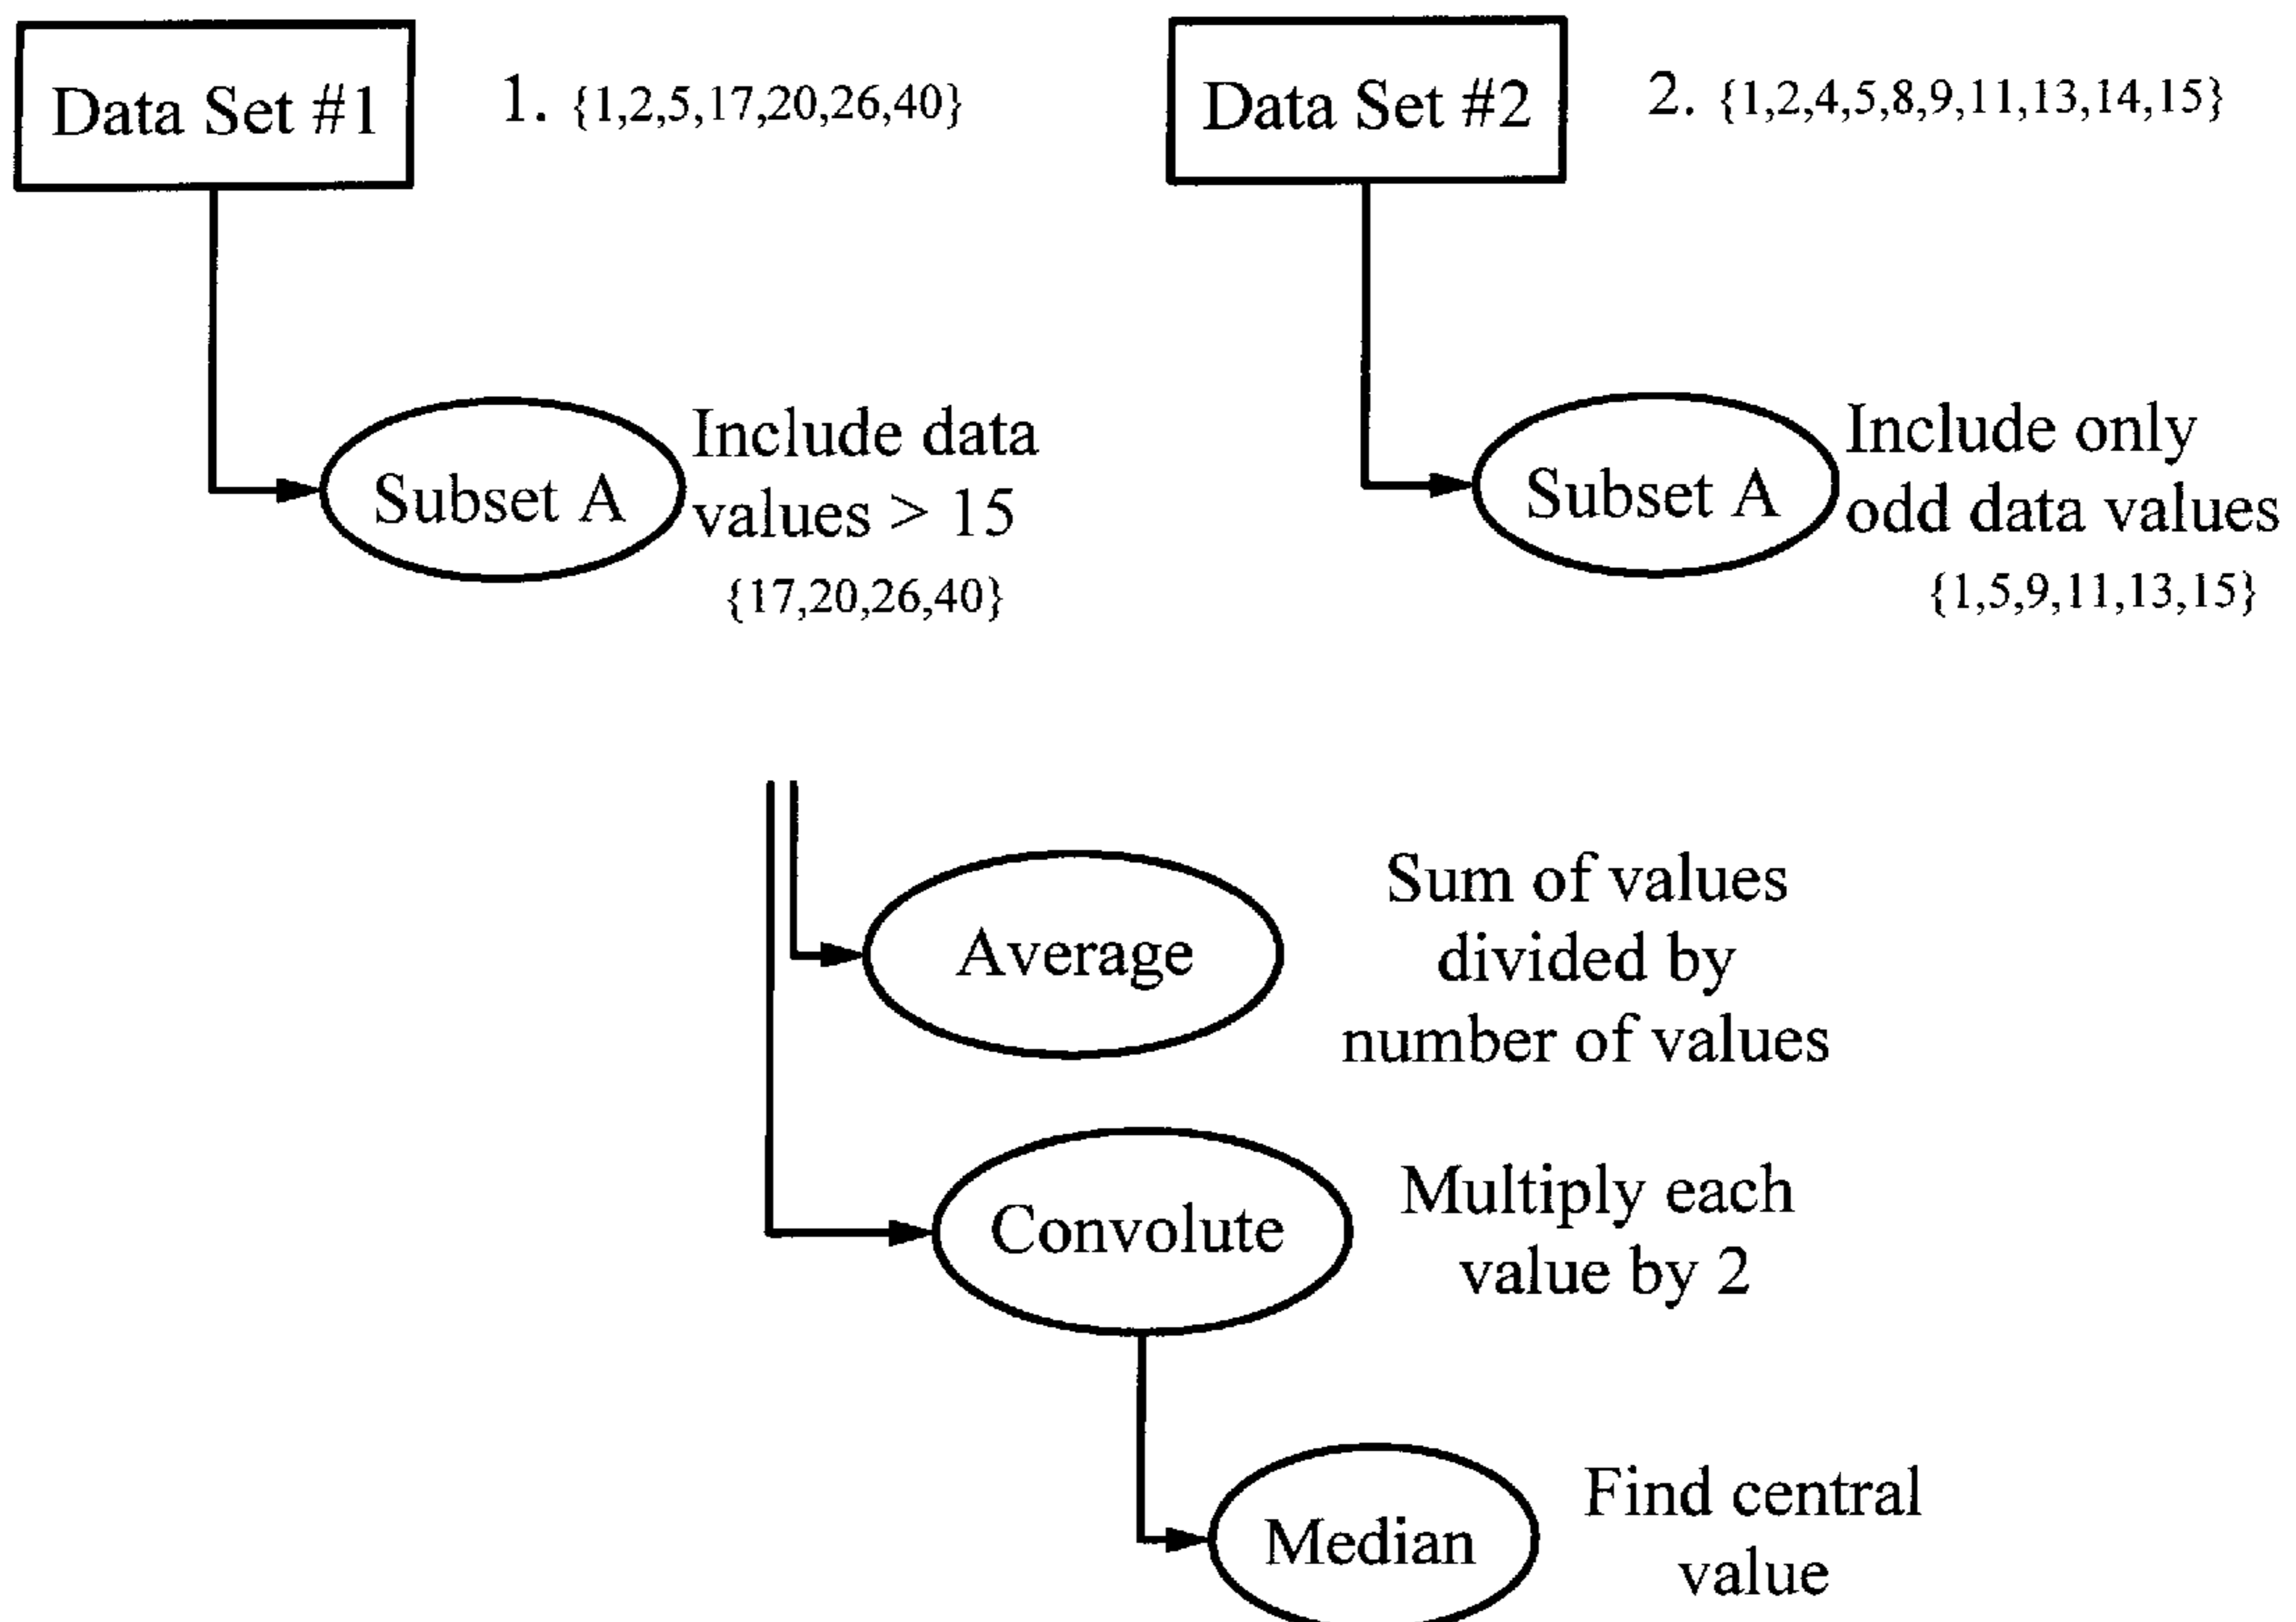 Data Set #1
1. {1,2,5,17,20,26,40}
Data Set #2
2. {1,2,4,5,8,9,11,13,14,15}
Subset A
Include data
values > 15
{17,20,26,40}
Subset A
Include only
odd data values
{1,5,9,11,13,15}
Average
Sum of values
divided by
number of values
Convolute
Multiply each
value by 2
Median
Find central
value